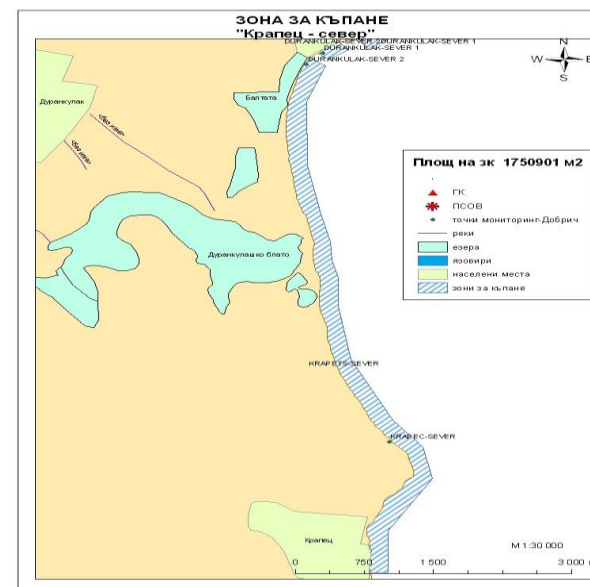 ЗОНА ЗА КЪПАНЕ
"Крапец - север"
DURANKULAK-SEVER 2DURANKULAK-SEVER 1
DURANKULAK-SEVER 1
DURANKULAK-SEVER 2
N
W E
S
Балтата
Дуранкулак
Площ на зк 1750901 м2
ГК
ПСОВ
точки мониторинг-Добрич
реки
езера
язовири
населени места
зони за къпане
Дуранкулашко блато
KRAPETS-SEVER
KRAPEC-SEVER
Крапец
М 1:30 000
0 750 1 500 3 000